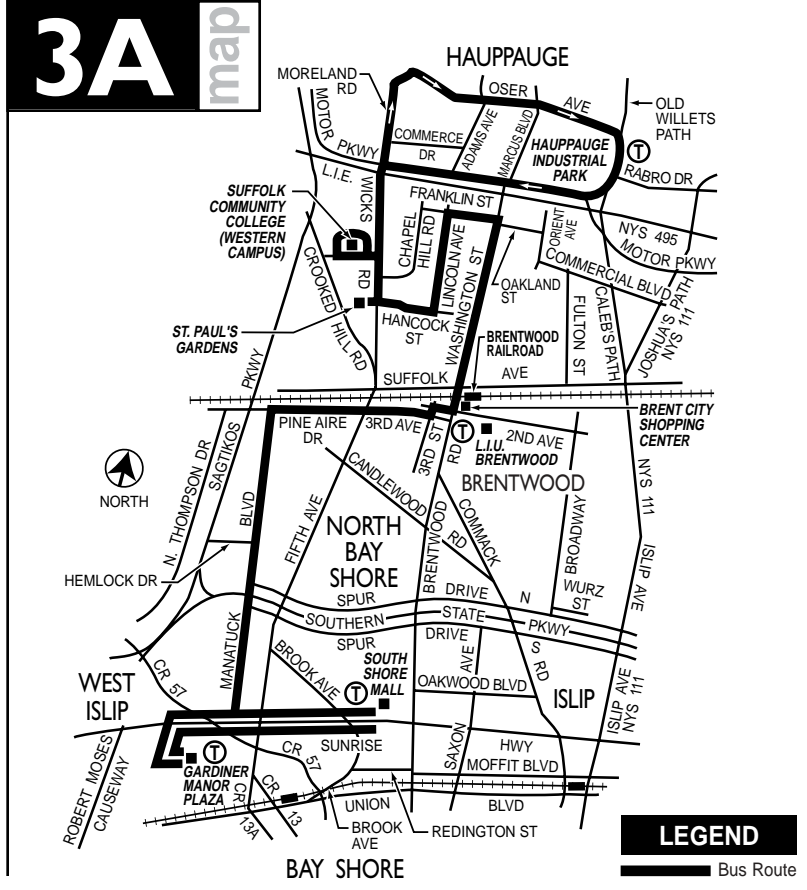 3A
map
HAUPPAUGE
MORELAND
RD
OSER
AVE
OLD
WILLETS
PATH
MOTOR
PKWY
COMMERCE
DR
ADAMS AVE
MARCUS BLVD
HAUPPAUGE
INDUSTRIAL
PARK
T
RABRO DR
L.I.E.
WICKS
RD
SUFFOLK
COMMUNITY
COLLEGE
(WESTERN
CAMPUS)
FRANKLIN ST
CHAPEL
HILL RD
LINCOLN AVE
WASHINGTON ST
ORIENT
AVE
NYS 495
MOTOR PKWY
COMMERCIAL BLVD
OAKLAND
ST
CROOKED
HILL RD
ST. PAUL'S
GARDENS
HANCOCK
ST
BRENTWOOD
RAILROAD
FULTON ST
CALEB'S PATH
JOSHUA'S PATH
NYS 111
SUFFOLK
AVE
BRENT CITY
SHOPPING
CENTER
PINE AIRE
DR
3RD AVE
3RD ST
T
L.I.U.
BRENTWOOD
2ND AVE
BRENTWOOD
NORTH
N. THOMPSON DR
SAGTIKOS
PKWY
BLVD
MANATUCK
FIFTH AVE
CANDLEWOOD
RD
BRENTWOOD
RD
COMMACK
S
RD
BROADWAY
NYS 111
ISLIP AVE
HEMLOCK DR
NORTH
BAY
SHORE
WURZ
ST
SPUR
DRIVE
N
SOUTHERN
STATE
PKWY
SPUR
DRIVE
WEST
ISLIP
CR 57
BROOK AVE
SOUTH
SHORE
MALL
T
SAXON
AVE
OAKWOOD BLVD
ISLIP
ISLIP AVE
NYS 111
ROBERT MOSES
CAUSEWAY
T
GARDINER
MANOR
PLAZA
CR 57
SUNRISE
HWY
MOFFIT BLVD
CR
13A
CR
13
UNION
BLVD
BROOK
AVE
REDINGTON ST
BAY SHORE
LEGEND
Bus Route